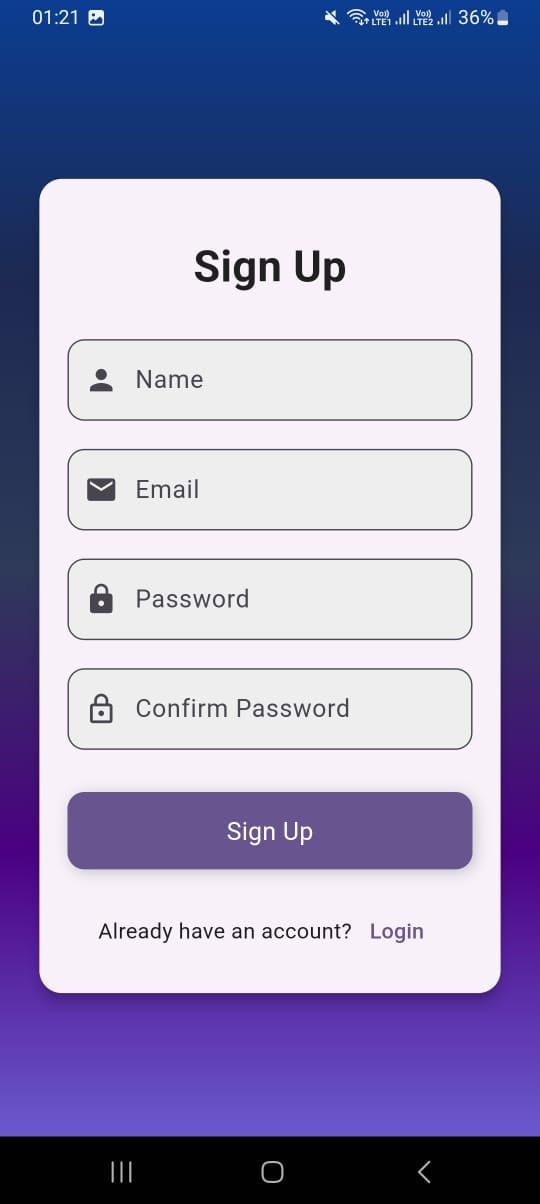 01:21 Vo)) LTE1 Vo)) LTE2 36%
Sign Up
Name
Email
Password
Confirm Password
Sign Up
Already have an account? Login